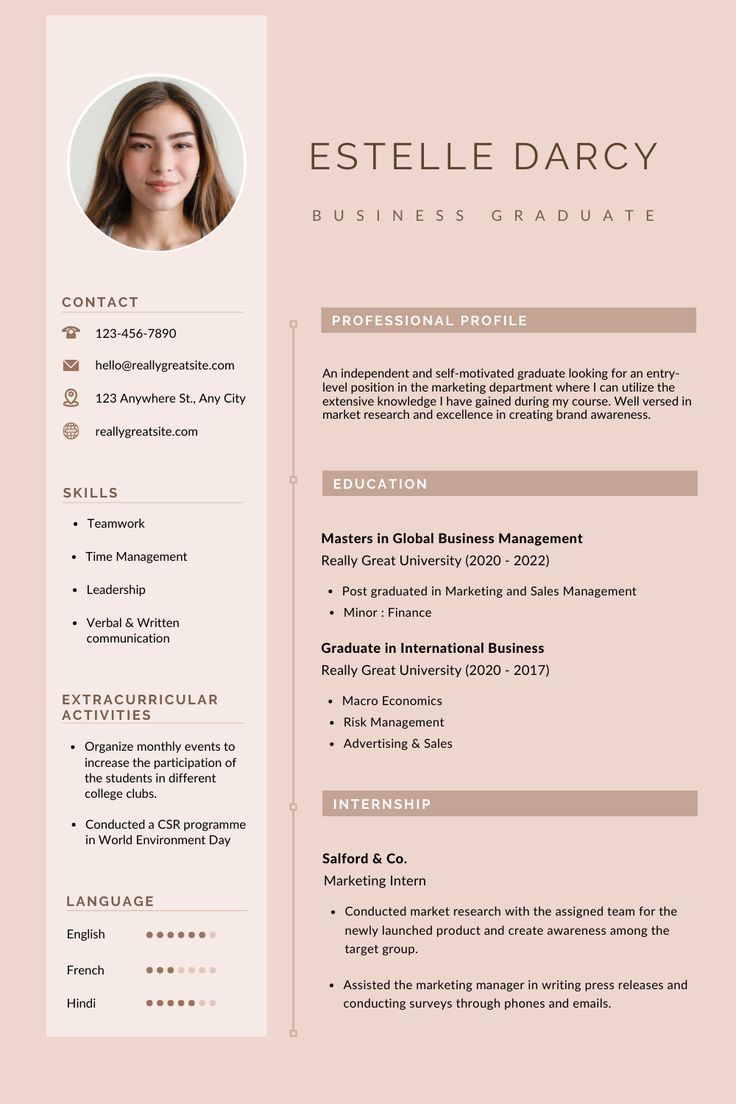 ESTELLE DARCY
BUSINESS GRADUATE
CONTACT
123-456-7890
hello@reallygreatsite.com
123 Anywhere St., Any City
reallygreatsite.com
SKILLS
• Teamwork
• Time Management
• Leadership
• Verbal & Written
communication
EXTRACURRICULAR
ACTIVITIES
• Organize monthly events to
increase the participation of
the students in different
college clubs.
• Conducted a CSR programme
in World Environment Day
LANGUAGE
English
French
Hindi
PROFESSIONAL PROFILE
An independent and self-motivated graduate looking for an entry-
level position in the marketing department where I can utilize the
extensive knowledge I have gained during my course. Well versed in
market research and excellence in creating brand awareness.
EDUCATION
Masters in Global Business Management
Really Great University (2020 - 2022)
• Post graduated in Marketing and Sales Management
• Minor : Finance
Graduate in International Business
Really Great University (2020 - 2017)
• Macro Economics
• Risk Management
• Advertising & Sales
INTERNSHIP
Salford & Co.
Marketing Intern
• Conducted market research with the assigned team for the
newly launched product and create awareness among the
target group.
• Assisted the marketing manager in writing press releases and
conducting surveys through phones and emails.